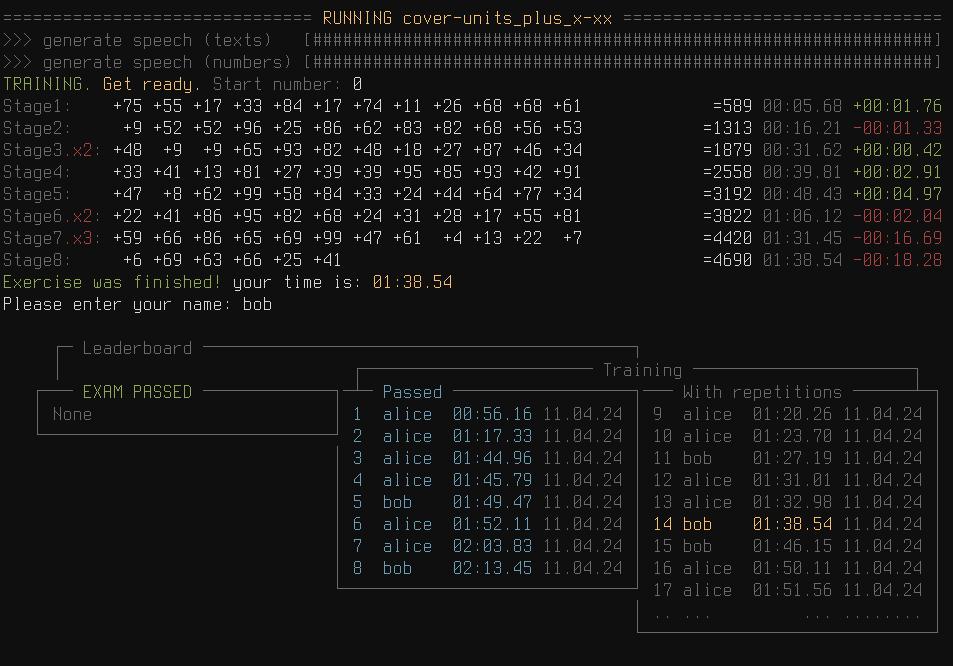 =============================== RUNNING cover-units_plus_x-xx ================================
>>> generate speech (texts)   [##############################################################]
>>> generate speech (numbers) [##############################################################]
TRAINING. Get ready. Start number: 0
Stage1:    +75 +55 +17 +33 +84 +17 +74 +11 +26 +68 +68 +61            =589 00:05.68 +00:01.76
Stage2:     +9 +52 +52 +96 +25 +86 +62 +83 +82 +68 +56 +53           =1313 00:16.21 -00:01.33
Stage3.x2: +48  +9  +9 +65 +93 +82 +48 +18 +27 +87 +46 +34           =1879 00:31.62 +00:00.42
Stage4:    +33 +41 +13 +81 +27 +39 +39 +95 +85 +93 +42 +91           =2558 00:39.81 +00:02.91
Stage5:    +47  +8 +62 +99 +58 +84 +33 +24 +44 +64 +77 +34           =3192 00:48.43 +00:04.97
Stage6.x2: +22 +41 +86 +95 +82 +68 +24 +31 +28 +17 +55 +81           =3822 01:06.12 -00:02.04
Stage7.x3: +59 +66 +86 +65 +69 +99 +47 +61  +4 +13 +22  +7           =4420 01:31.45 -00:16.69
Stage8:     +6 +69 +63 +66 +25 +41                                   =4690 01:38.54 -00:18.28
Exercise was finished! your time is: 01:38.54
Please enter your name: bob
Leaderboard
Training
EXAM PASSED
None
Passed
1  alice  00:56.16 11.04.24
2  alice  01:17.33 11.04.24
3  alice  01:44.96 11.04.24
4  alice  01:45.79 11.04.24
5  bob    01:49.47 11.04.24
6  alice  01:52.11 11.04.24
7  alice  02:03.83 11.04.24
8  bob    02:13.45 11.04.24
With repetitions
9  alice  01:20.26 11.04.24
10 alice  01:23.70 11.04.24
11 bob    01:27.19 11.04.24
12 alice  01:31.01 11.04.24
13 alice  01:32.98 11.04.24
14 bob    01:38.54 11.04.24
15 bob    01:46.15 11.04.24
16 alice  01:50.11 11.04.24
17 alice  01:51.56 11.04.24
.. ...         ... ........